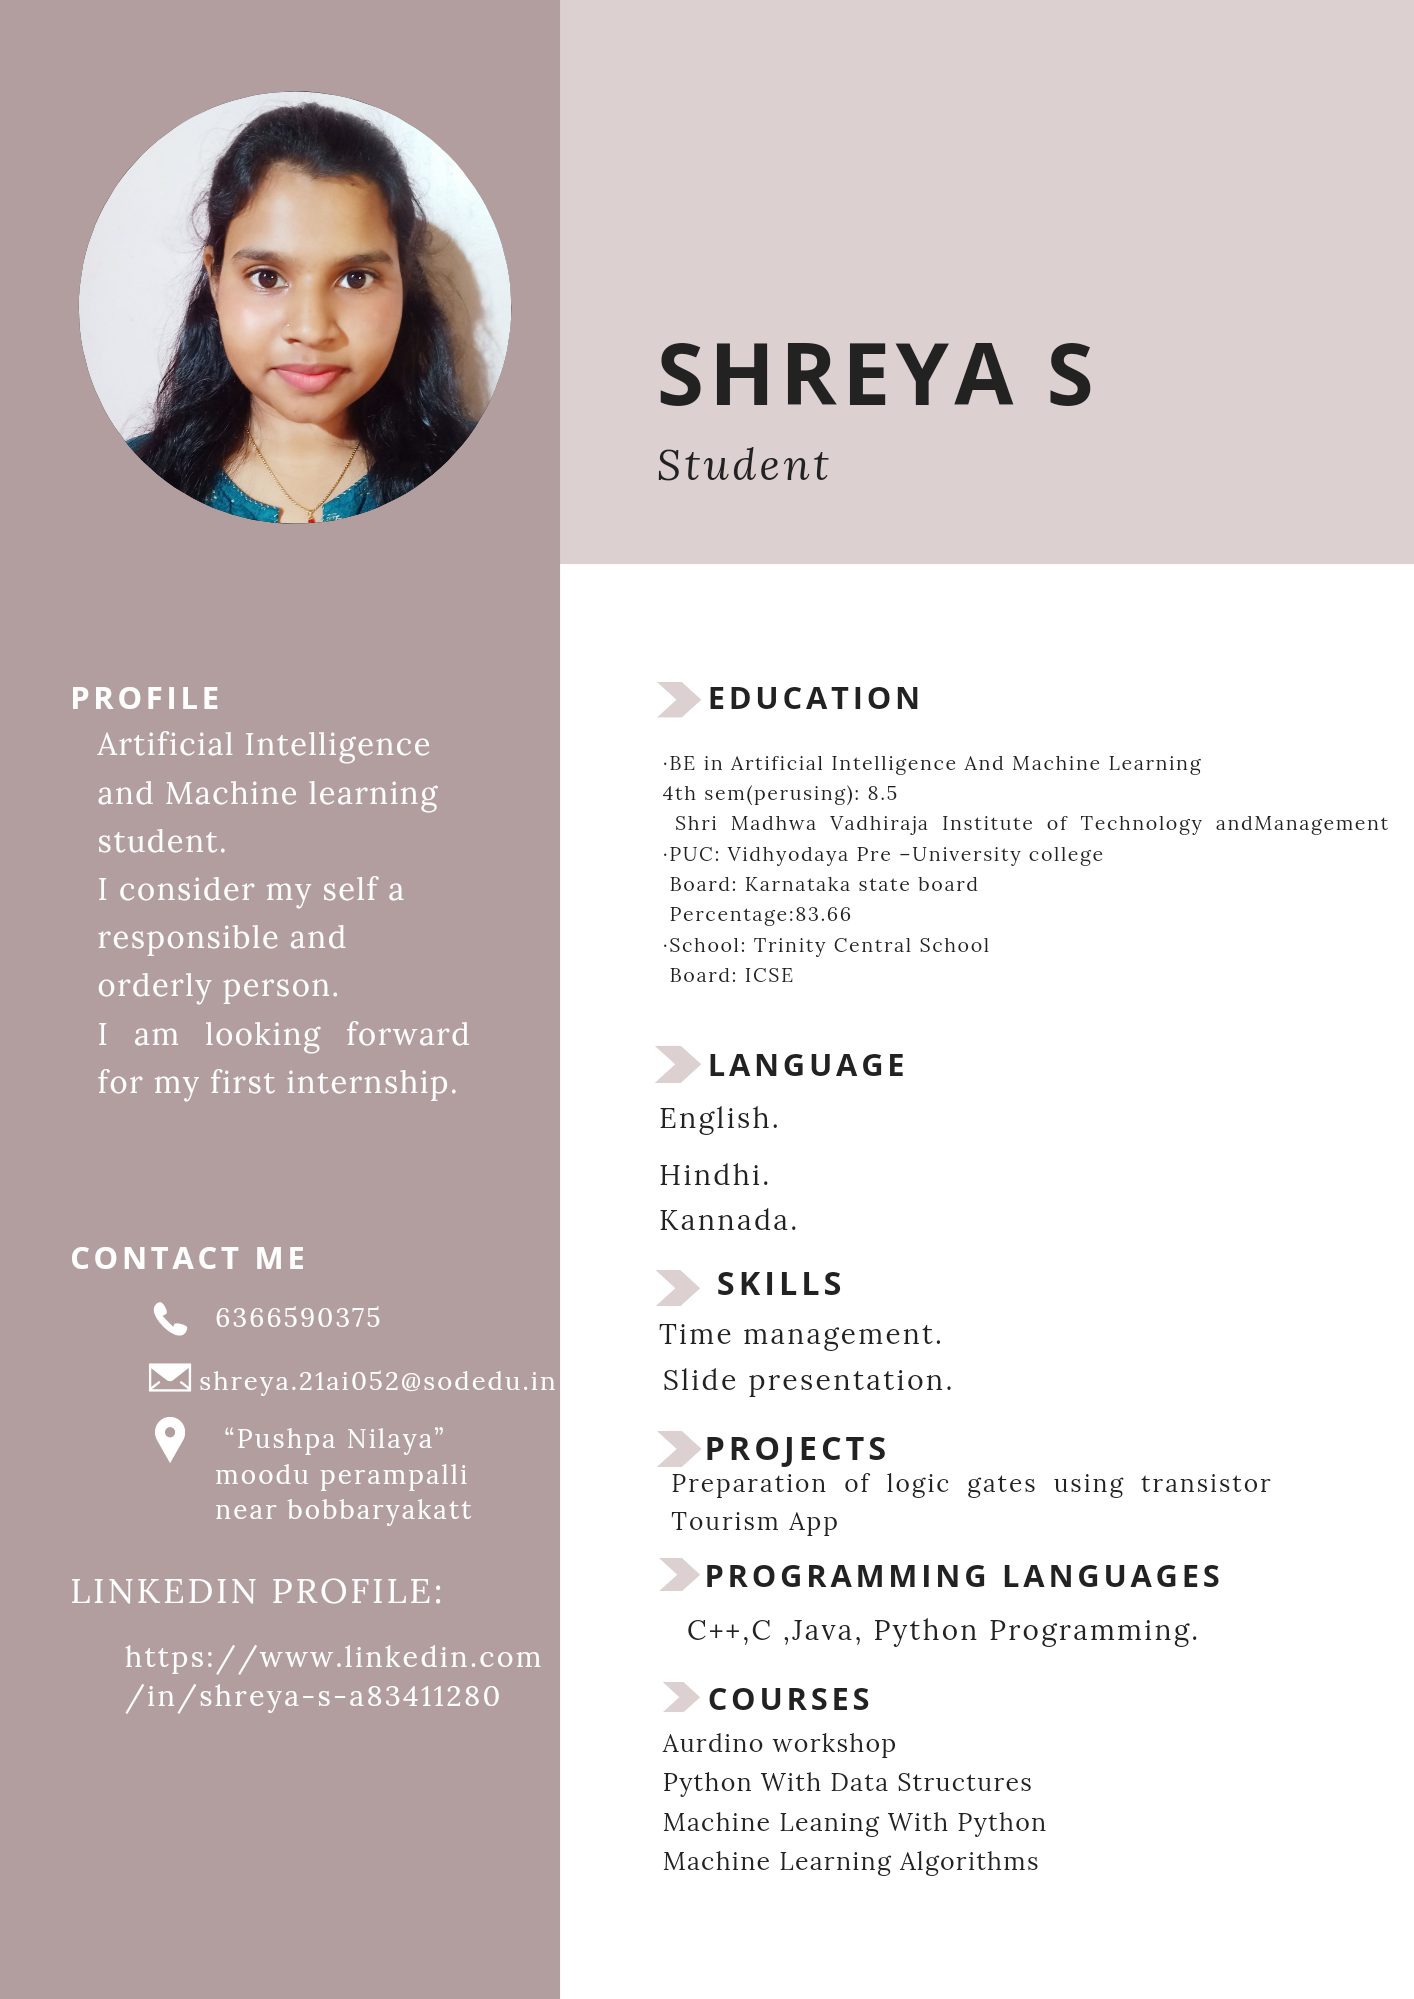 SHREYA S
Student
PROFILE
Artificial Intelligence
and Machine learning
student.
I consider my self a
responsible and
orderly person.
I am looking forward
for my first internship.
CONTACT ME
6366590375
shreya.21ai052@sodedu.in
“Pushpa Nilaya”
moodu perampalli
near bobbaryakatt
LINKEDIN PROFILE:
https://www.linkedin.com
/in/shreya-s-a83411280
EDUCATION
·BE in Artificial Intelligence And Machine Learning
4th sem(perusing): 8.5
Shri Madhwa Vadhiraja Institute of Technology andManagement
·PUC: Vidhyodaya Pre –University college
Board: Karnataka state board
Percentage:83.66
·School: Trinity Central School
Board: ICSE
LANGUAGE
English.
Hindhi.
Kannada.
SKILLS
Time management.
Slide presentation.
PROJECTS
Preparation of logic gates using transistor
Tourism App
PROGRAMMING LANGUAGES
C++,C ,Java, Python Programming.
COURSES
Aurdino workshop
Python With Data Structures
Machine Leaning With Python
Machine Learning Algorithms